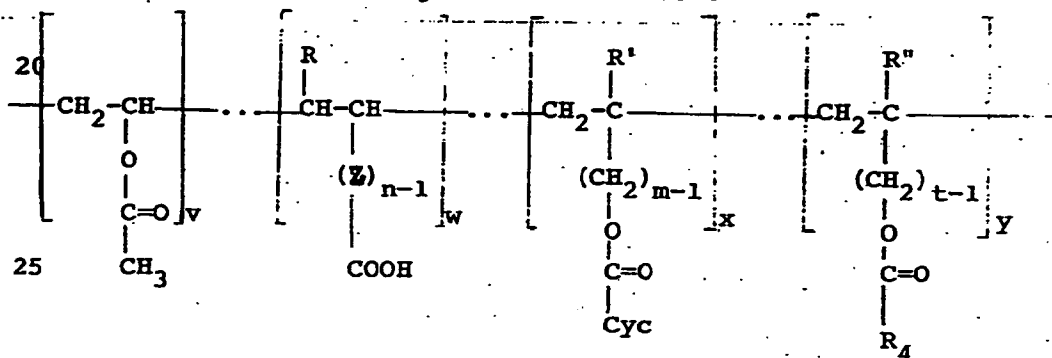 R R' R"
20
CH₂-CH ... CH-CH ... CH₂-C ... CH₂-C
O (Z)n-1 (CH₂)m-1 (CH₂)t-1
C=O v w O x O y
25 CH₃ COOH C=O C=O
Cyc R₄